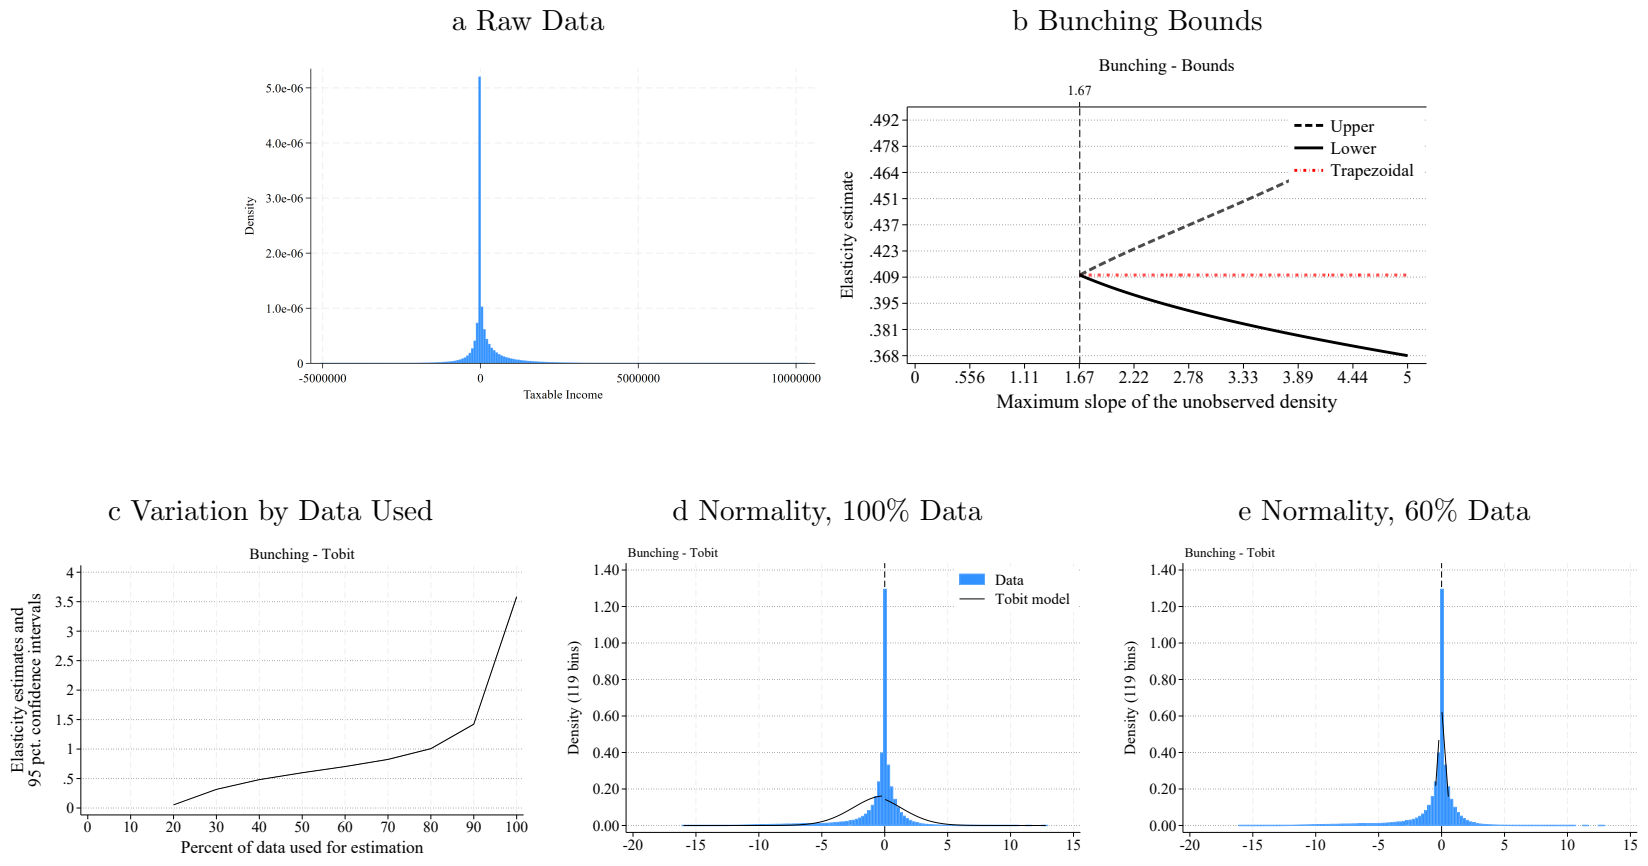 a Raw Data
5.0e-06
4.0e-06
3.0e-06
2.0e-06
1.0e-06
0
Density
-5000000 0 5000000 10000000
Taxable Income
b Bunching Bounds
Bunching - Bounds
1.67
.492
.478
.464
.451
.437
.423
.409
.395
.381
.368
Elasticity estimate
Upper
Lower
Trapezoidal
0 .556 1.11 1.67 2.22 2.78 3.33 3.89 4.44 5
Maximum slope of the unobserved density
c Variation by Data Used
Bunching - Tobit
4
3.5
3
2.5
2
1.5
1
.5
0
Elasticity estimates and
95 pct. confidence intervals
0 10 20 30 40 50 60 70 80 90 100
Percent of data used for estimation
d Normality, 100% Data
Bunching - Tobit
1.40
1.20
1.00
0.80
0.60
0.40
0.20
0.00
Density (119 bins)
Data
Tobit model
-20 -15 -10 -5 0 5 10 15
e Normality, 60% Data
Bunching - Tobit
1.40
1.20
1.00
0.80
0.60
0.40
0.20
0.00
Density (119 bins)
-20 -15 -10 -5 0 5 10 15